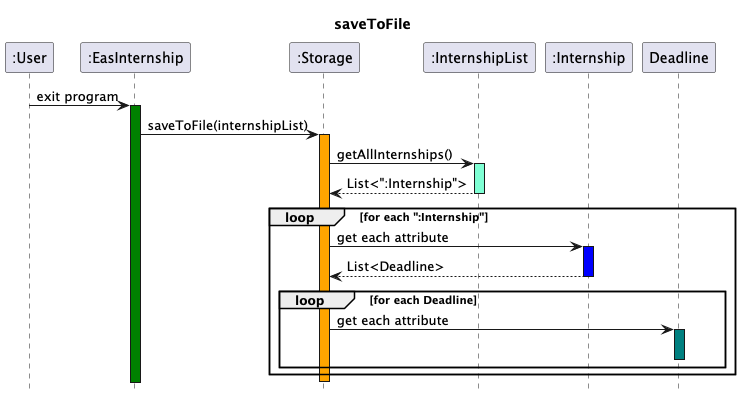 saveToFile
:User
:EasInternship
:Storage
:InternshipList
:Internship
Deadline
exit program
saveToFile(internshipList)
getAllInternships()
List<":Internship">
loop [for each ":Internship"]
get each attribute
List<Deadline>
loop [for each Deadline]
get each attribute